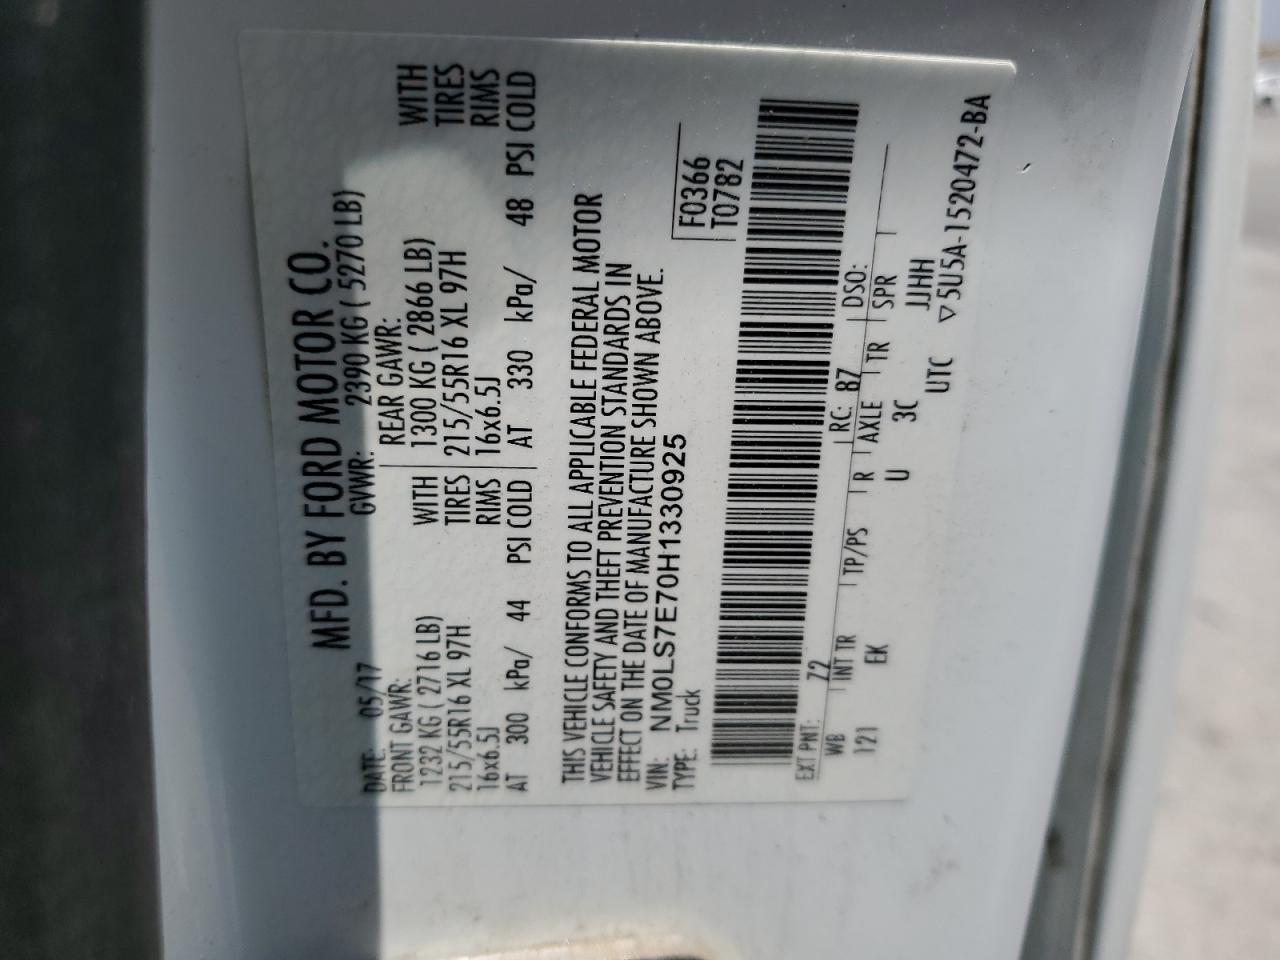 MFD. BY FORD MOTOR CO.
DATE: 05/17 GVWR: 2390 KG ( 5270 LB)
FRONT GAWR: REAR GAWR:
1232 KG ( 2716 LB) WITH 1300 KG ( 2866 LB) WITH
215/55R16 XL 97H TIRES 215/55R16 XL 97H TIRES
16x6.5J RIMS 16x6.5J RIMS
AT 300 kPa/ 44 PSI COLD AT 330 kPa/ 48 PSI COLD
THIS VEHICLE CONFORMS TO ALL APPLICABLE FEDERAL MOTOR
VEHICLE SAFETY AND THEFT PREVENTION STANDARDS IN
EFFECT ON THE DATE OF MANUFACTURE SHOWN ABOVE.
VIN: NM0LS7E70H1330925 F0366
TYPE: Truck T0782
EXT PNT: Z2 RC: 87 DSO:
WB INT TR TP/PS R AXLE TR SPR
121 EK U 3C JJHH
UTC ▽5U5A-1520472-BA